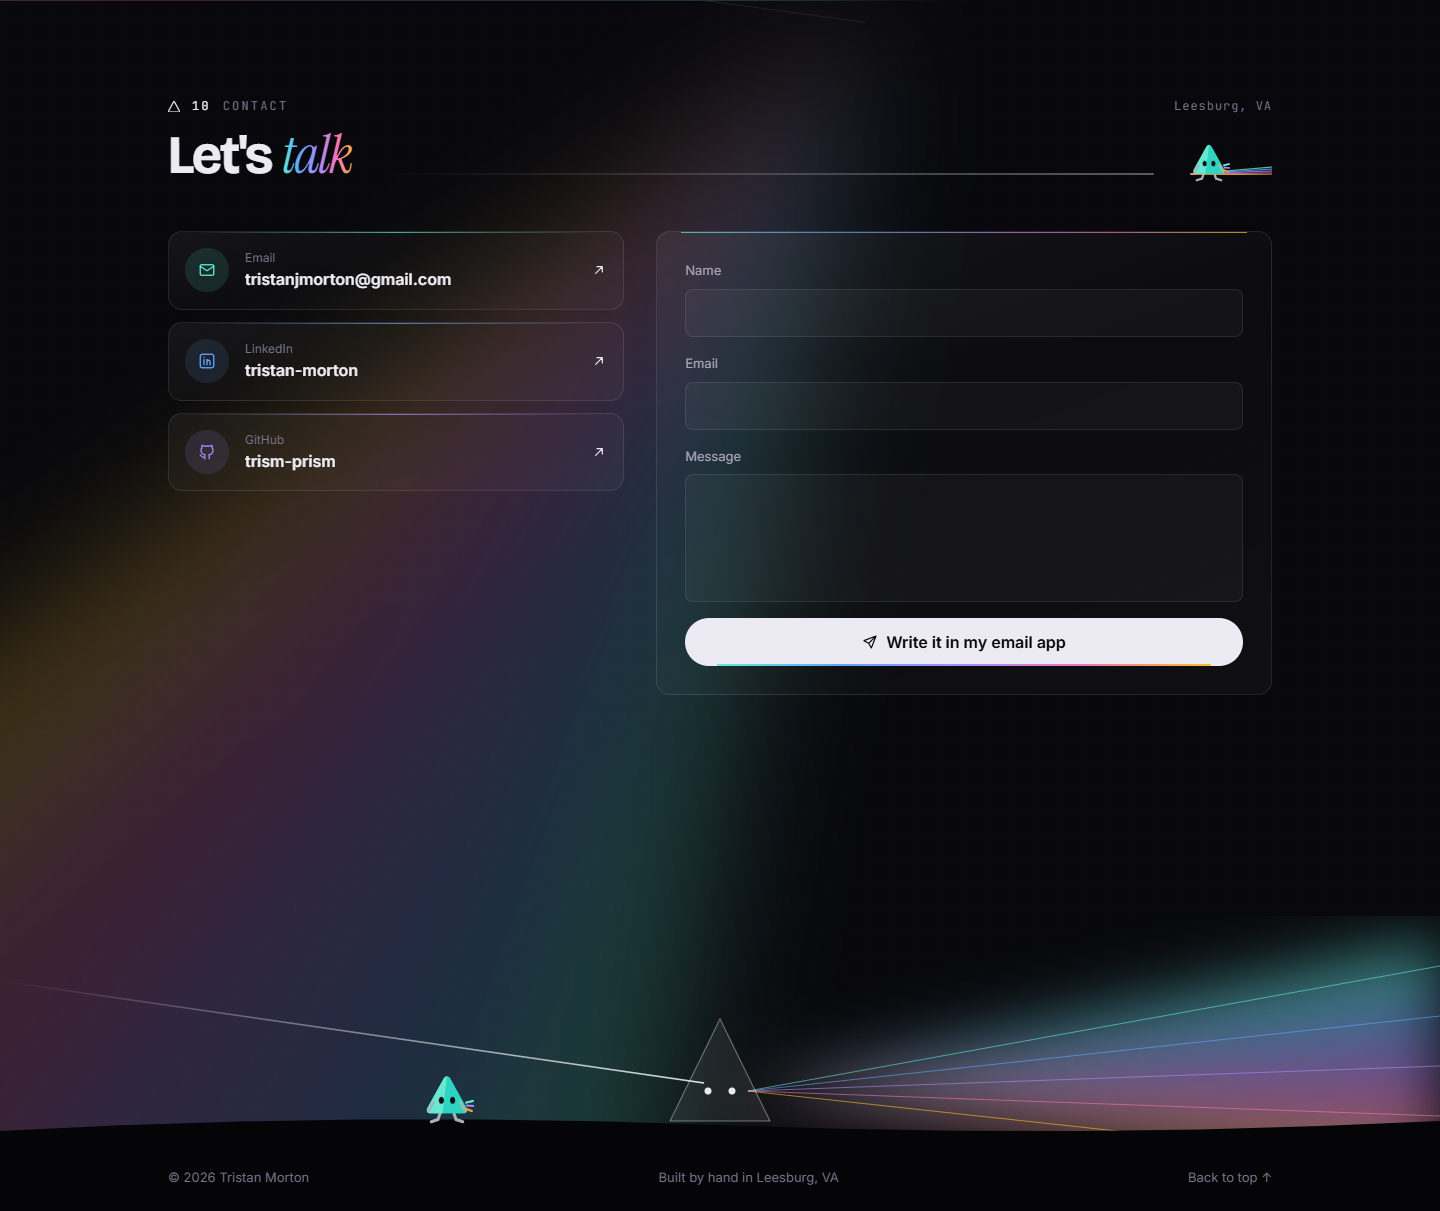 10 CONTACT
Leesburg, VA
Let's talk
Email
tristanjmorton@gmail.com
LinkedIn
tristan-morton
GitHub
trism-prism
Name
Email
Message
Write it in my email app
© 2026 Tristan Morton
Built by hand in Leesburg, VA
Back to top ↑